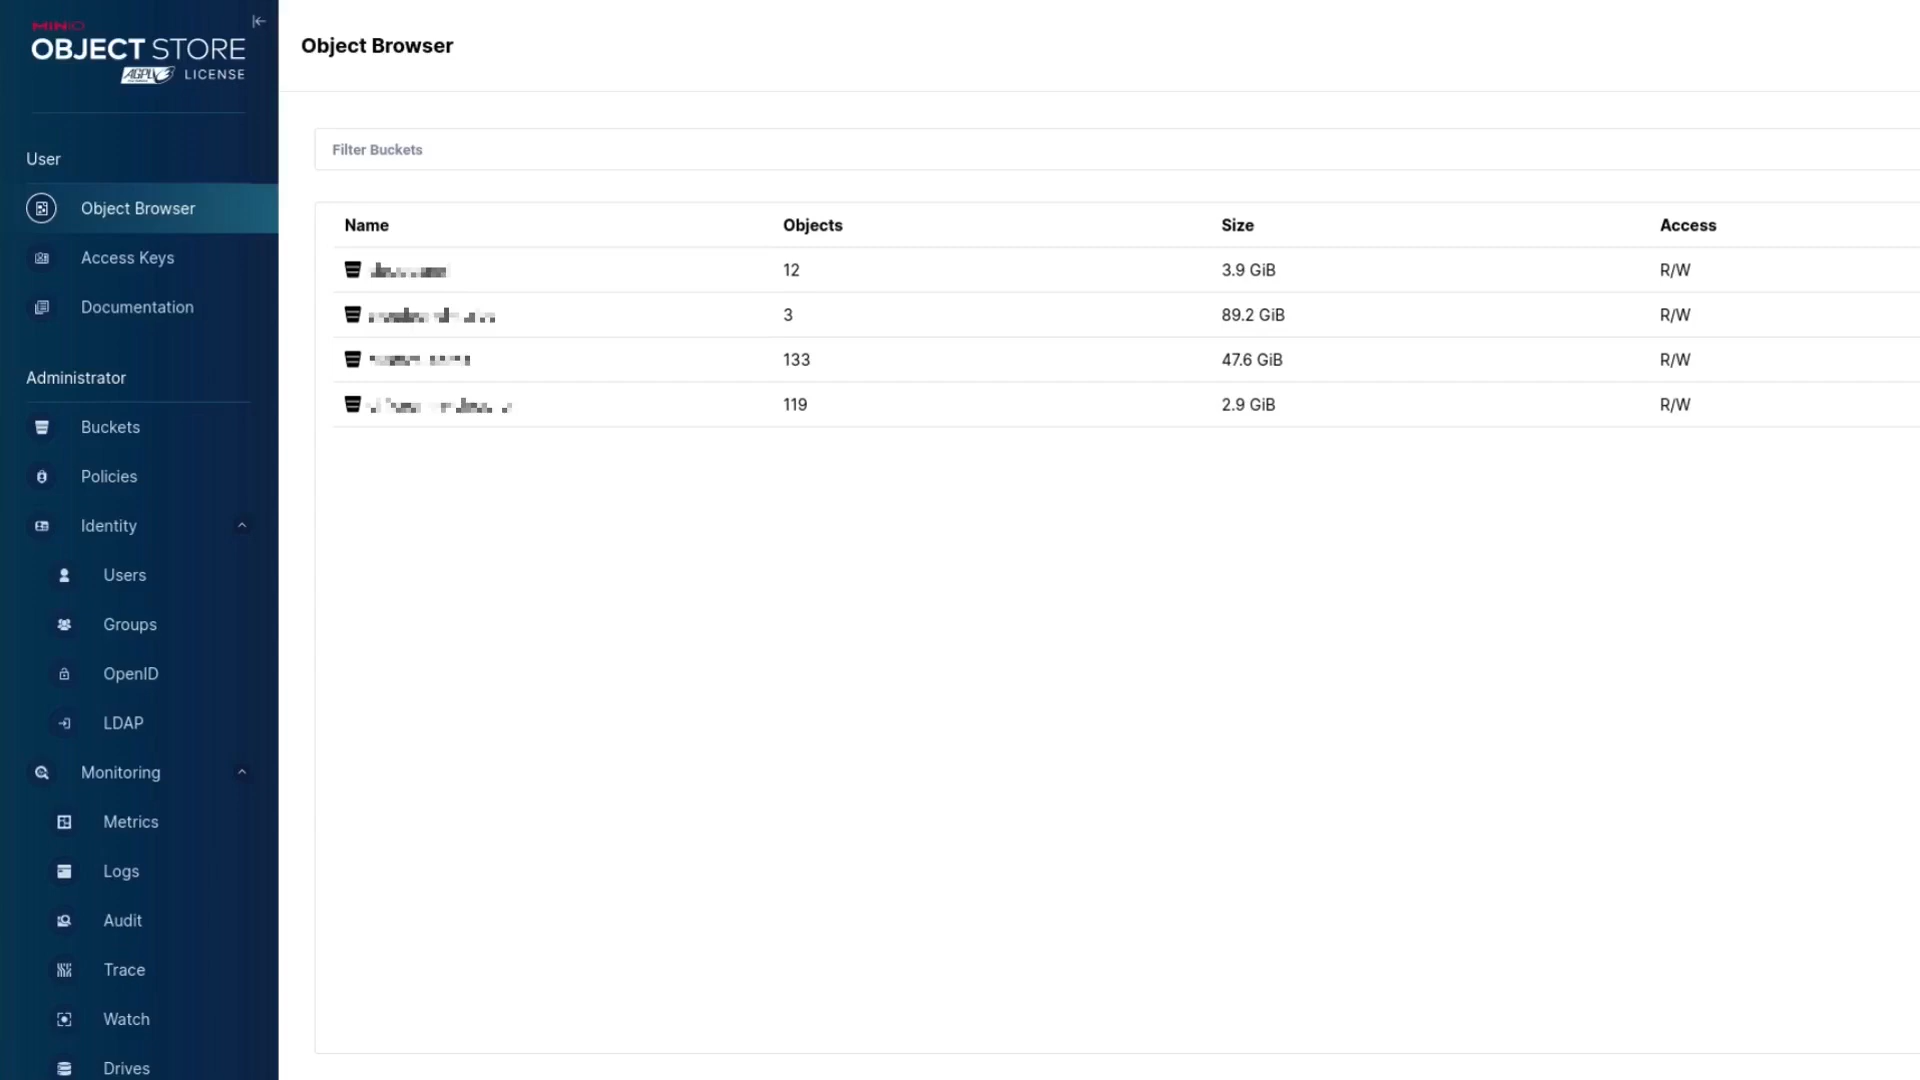 MINIO
OBJECT STORE
AGPLv3 LICENSE
User
Object Browser
Access Keys
Documentation
Administrator
Buckets
Policies
Identity
Users
Groups
OpenID
LDAP
Monitoring
Metrics
Logs
Audit
Trace
Watch
Drives
Object Browser
Filter Buckets
Name Objects Size Access
12 3.9 GiB R/W
3 89.2 GiB R/W
133 47.6 GiB R/W
119 2.9 GiB R/W